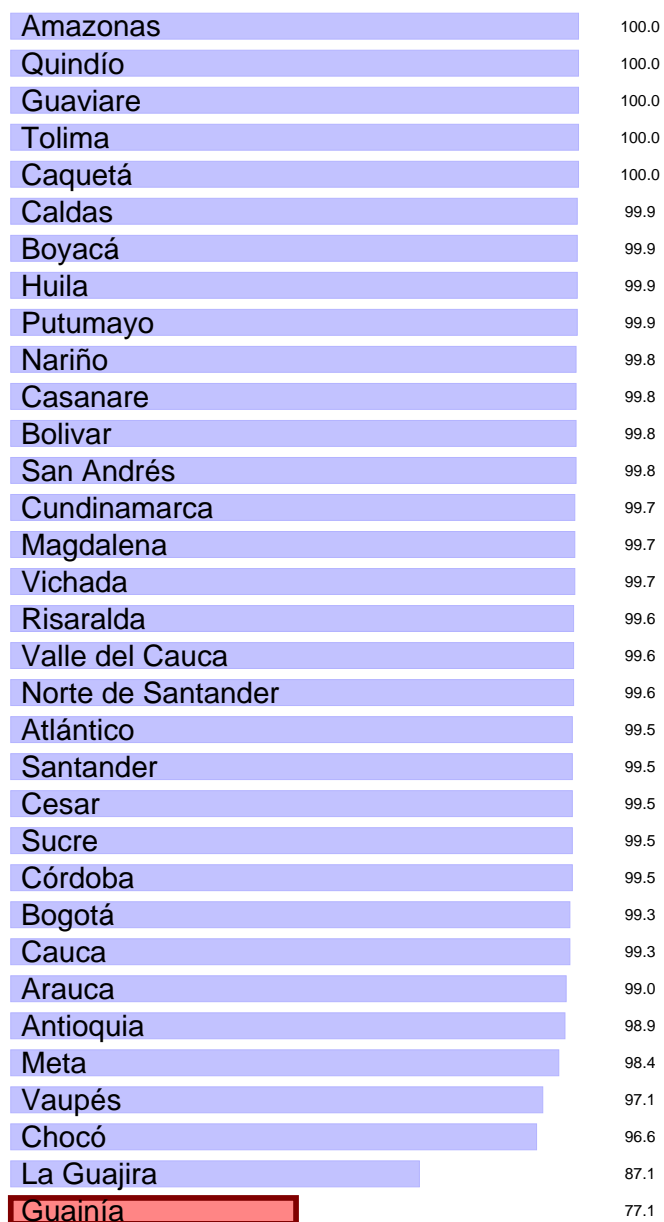 Amazonas 100.0
Quindío 100.0
Guaviare 100.0
Tolima 100.0
Caquetá 100.0
Caldas 99.9
Boyacá 99.9
Huila 99.9
Putumayo 99.9
Nariño 99.8
Casanare 99.8
Bolivar 99.8
San Andrés 99.8
Cundinamarca 99.7
Magdalena 99.7
Vichada 99.7
Risaralda 99.6
Valle del Cauca 99.6
Norte de Santander 99.6
Atlántico 99.5
Santander 99.5
Cesar 99.5
Sucre 99.5
Córdoba 99.5
Bogotá 99.3
Cauca 99.3
Arauca 99.0
Antioquia 98.9
Meta 98.4
Vaupés 97.1
Chocó 96.6
La Guajira 87.1
Guainía 77.1